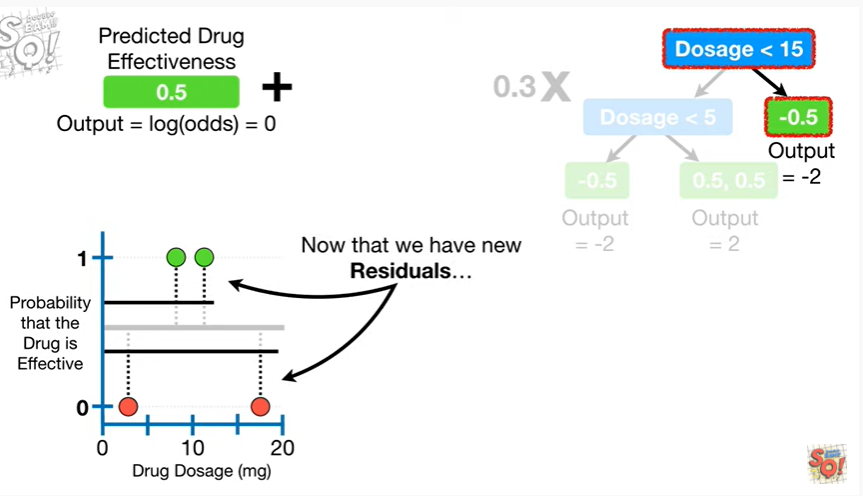 Predicted Drug
Effectiveness
0.5
+
Output = log(odds) = 0
0.3 X
Dosage < 15
Dosage < 5
-0.5
Output
= -2
-0.5
0.5, 0.5
Output
= -2
Output
= 2
Now that we have new
Residuals...
1
Probability
that the
Drug is
Effective
0
0
10
20
Drug Dosage (mg)
SQ!
SQ!